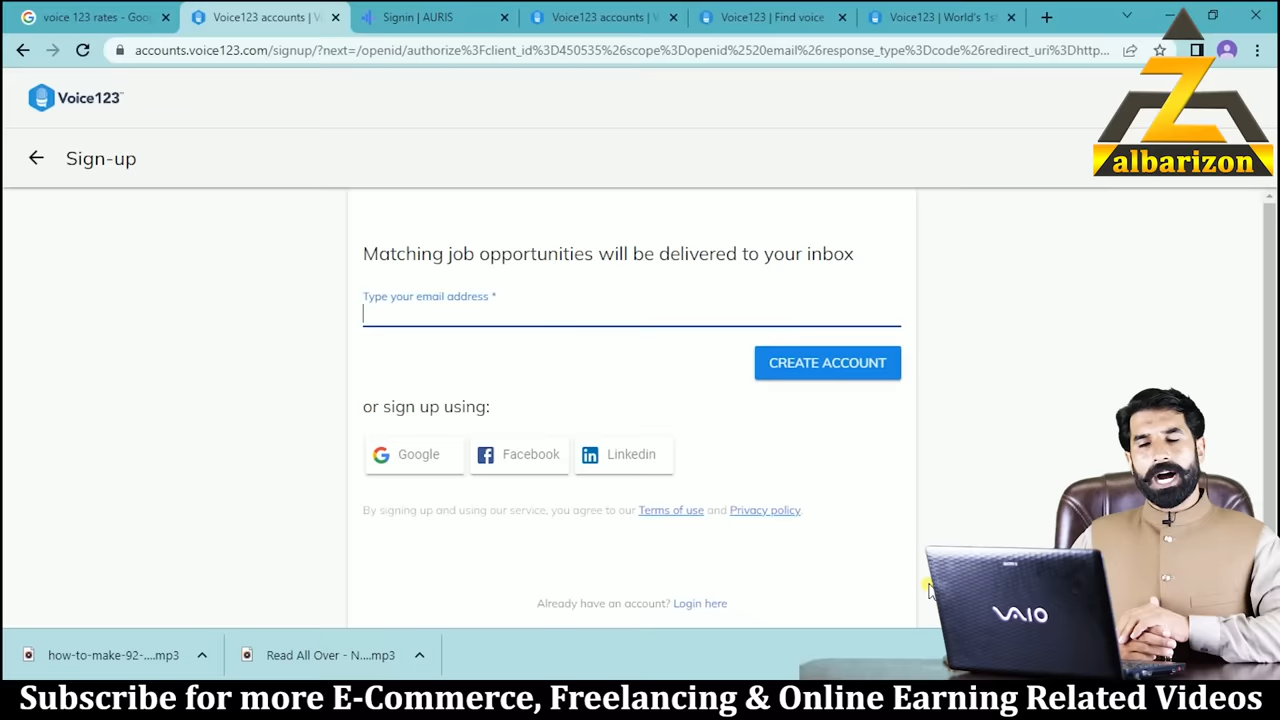 voice 123 rates - Goo
Voice123 accounts | V
Signin | AURIS
Voice123 accounts | V
Voice123 | Find voice
Voice123 | World's 1st
accounts.voice123.com/signup/?next=/openid/authorize%3Fclient_id%3D450535%26scope%3Dopenid%2520email%26response_type%3Dcode%26redirect_uri%3Dhttp...
Voice123™
Z
albarizon
Sign-up
Matching job opportunities will be delivered to your inbox
Type your email address *
CREATE ACCOUNT
or sign up using:
Google
Facebook
Linkedin
By signing up and using our service, you agree to our Terms of use and Privacy policy.
Already have an account? Login here
VAIO
how-to-make-92-....mp3
Read All Over - N....mp3
Subscribe for more E-Commerce, Freelancing & Online Earning Related Videos